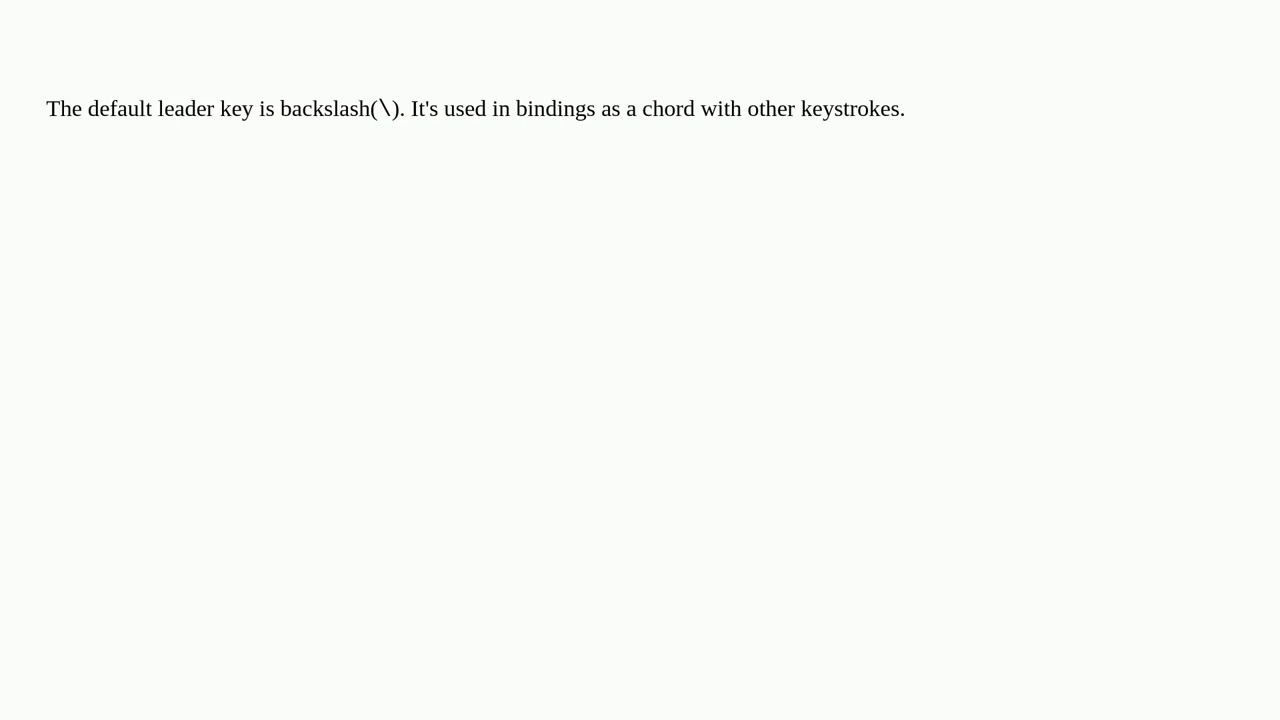 The default leader key is backslash(\). It's used in bindings as a chord with other keystrokes.